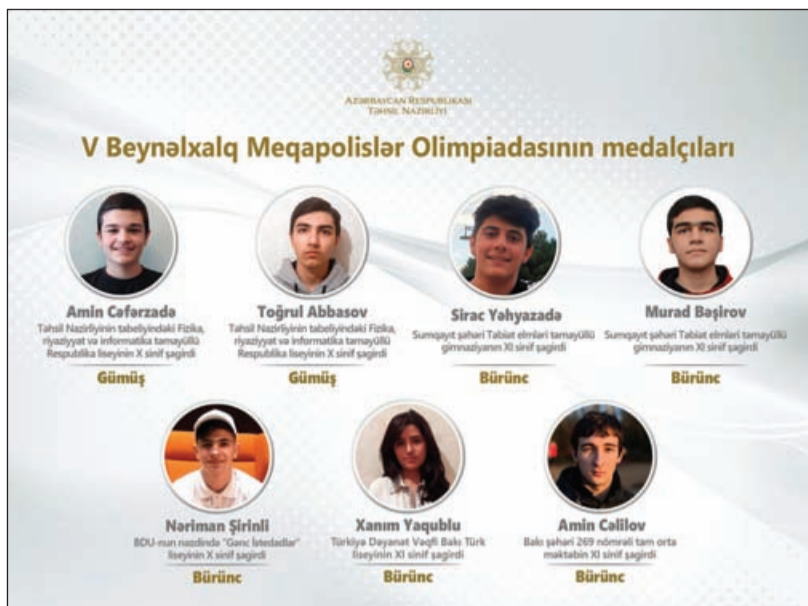 AZƏRBAYCAN RESPUBLİKASI
TƏHSİL NAZİRLİYİ
V Beynəlxalq Meqapolislər Olimpiadasının medalçıları
Amin Cəfərzadə
Təhsil Nazirliyinin tabeliyindəki Fizika,
riyaziyyat və informatika təmayüllü
Respublika liseyinin X sinif şagirdi
Gümüş
Toğrul Abbasov
Təhsil Nazirliyinin tabeliyindəki Fizika,
riyaziyyat və informatika təmayüllü
Respublika liseyinin X sinif şagirdi
Gümüş
Sirac Yəhyazadə
Sumqayıt şəhəri Təbiət elmləri təmayüllü
gimnaziyanın XI sinif şagirdi
Bürünc
Murad Bəşirov
Sumqayıt şəhəri Təbiət elmləri təmayüllü
gimnaziyanın XI sinif şagirdi
Bürünc
Nəriman Şirinli
BDU-nun nəzdində "Gənc İstedadlar"
liseyinin X sinif şagirdi
Bürünc
Xanım Yaqublu
Türkiyə Dəyanət Vəqfi Bakı Türk
liseyinin XI sinif şagirdi
Bürünc
Amin Cəlilov
Bakı şəhəri 269 nömrəli tam orta
məktəbin XI sinif şagirdi
Bürünc